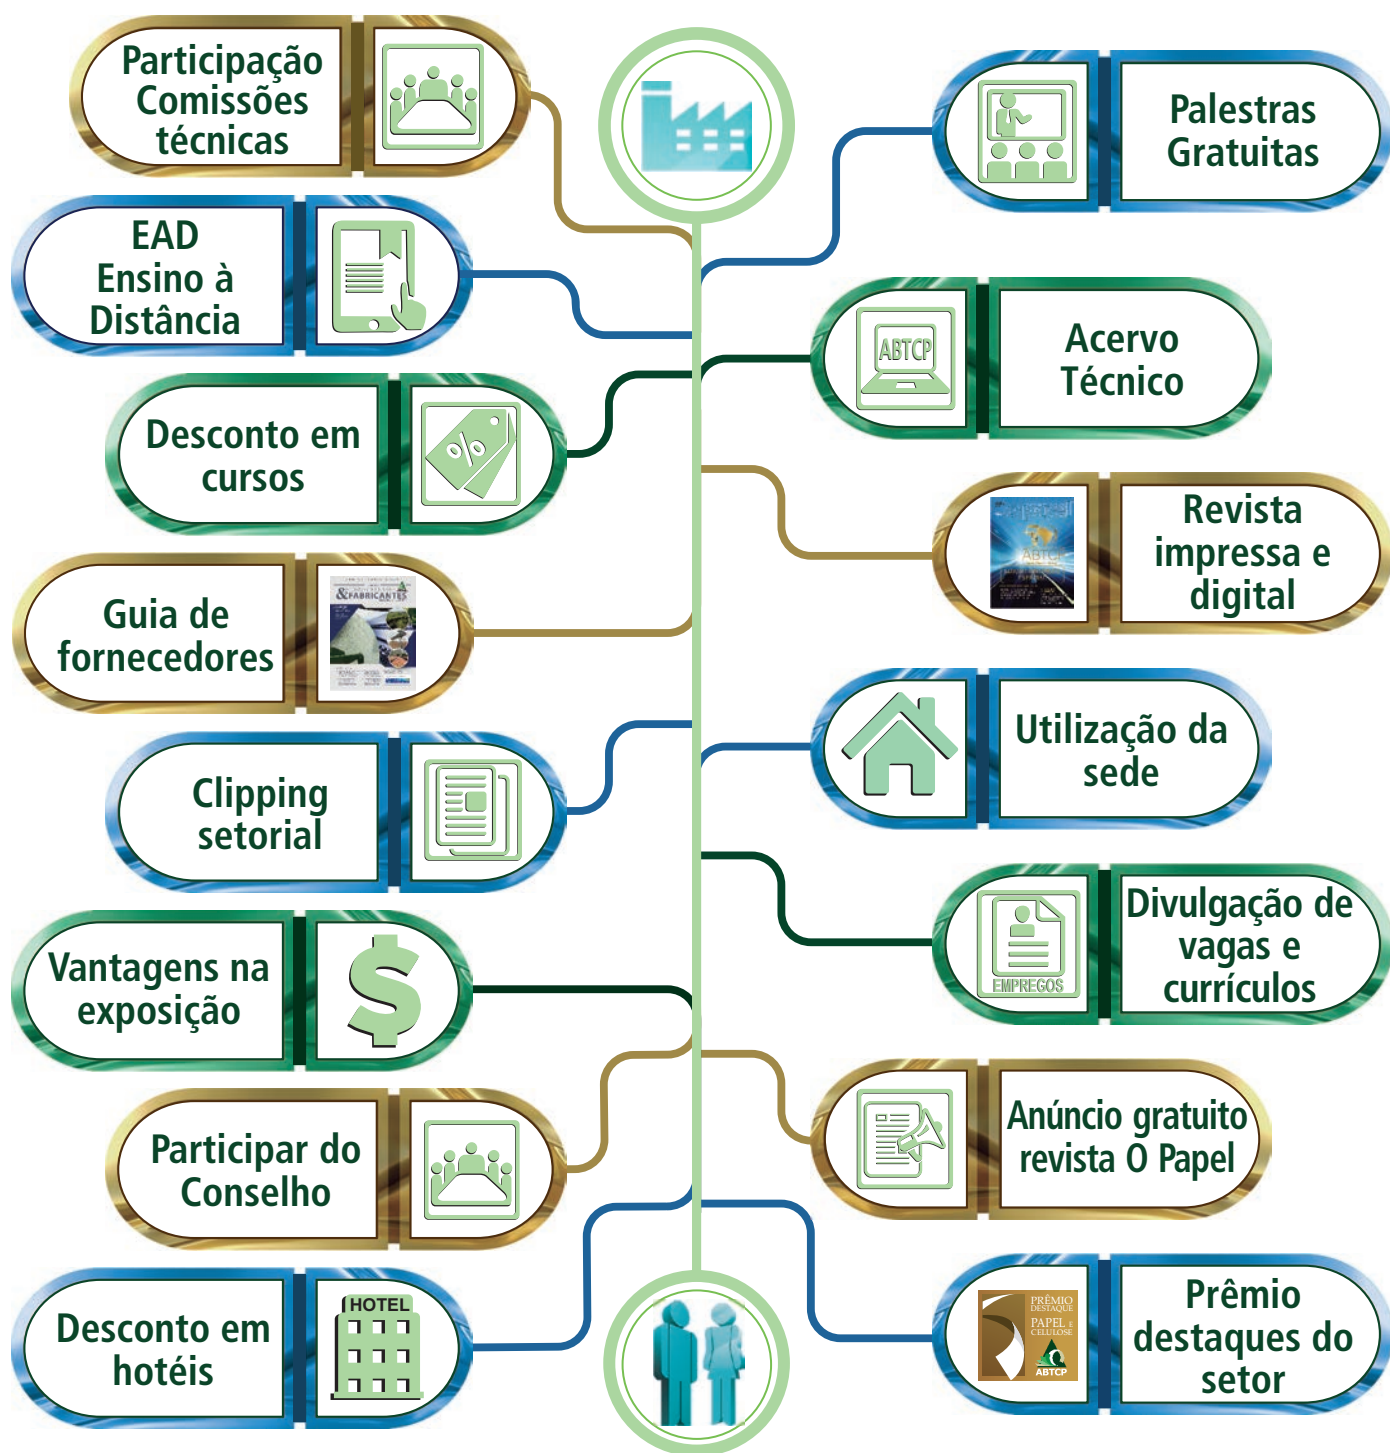 Participação
Comissões
técnicas
Palestras
Gratuitas
EAD
Ensino à
Distância
ABTCP
Acervo
Técnico
Desconto em
cursos
%
Revista
impressa e
digital
ABTCP
Guia de
fornecedores
&FABRICANTES
Utilização da
sede
Clipping
setorial
Divulgação de
vagas e
currículos
EMPREGOS
Vantagens na
exposição
$
Anúncio gratuito
revista O Papel
Participar do
Conselho
Desconto em
hotéis
HOTEL
PRÊMIO
DESTAQUE
PAPEL E
CELULOSE
ABTCP
Prêmio
destaques do
setor